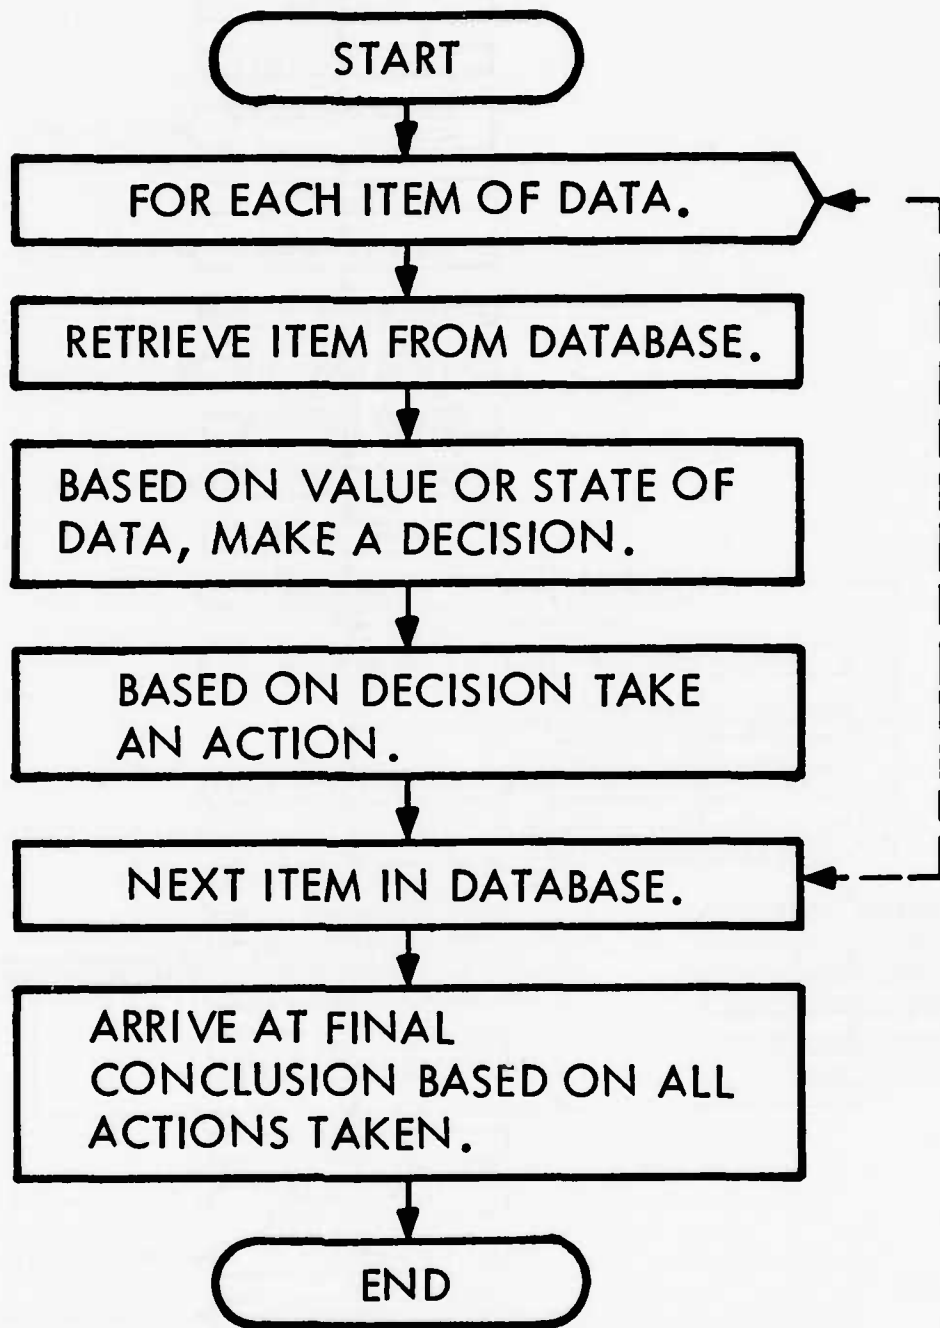 START
FOR EACH ITEM OF DATA.
RETRIEVE ITEM FROM DATABASE.
BASED ON VALUE OR STATE OF
DATA, MAKE A DECISION.
BASED ON DECISION TAKE
AN ACTION.
NEXT ITEM IN DATABASE.
ARRIVE AT FINAL
CONCLUSION BASED ON ALL
ACTIONS TAKEN.
END